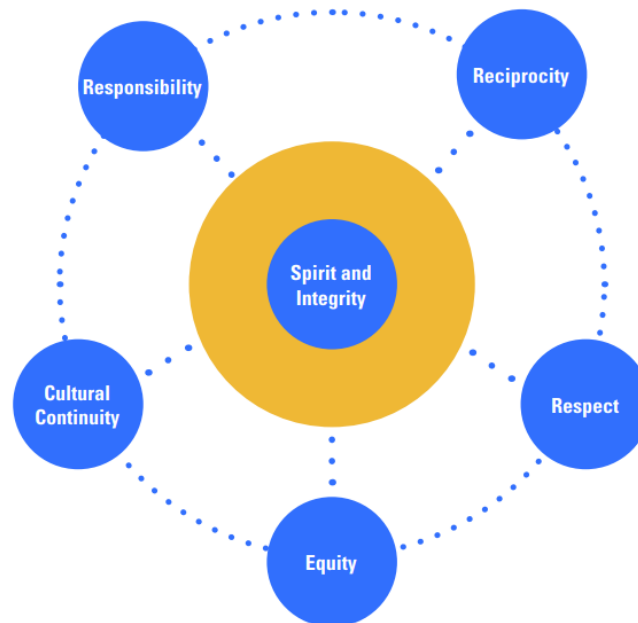 Responsibility
Reciprocity
Spirit and
Integrity
Cultural
Continuity
Respect
Equity